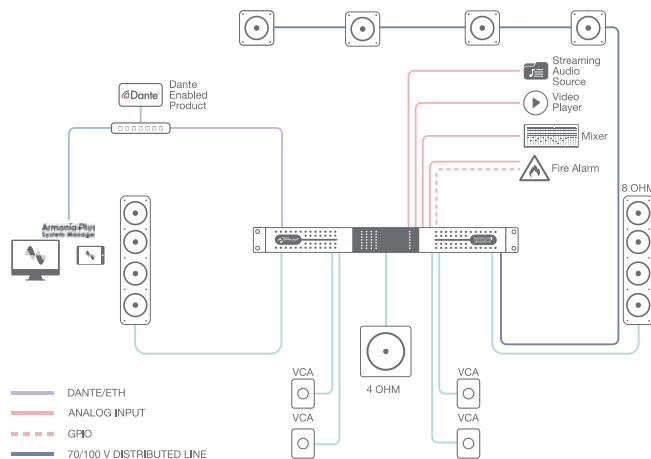 Streaming
Audio
Source
Dante
Enabled
Product
Dante
Video
Player
Mixer
Fire Alarm
8 OHM
Armonía Plus
System Manager
VCA
VCA
4 OHM
VCA
VCA
DANTE/ETH
ANALOG INPUT
GPIO
70/100 V DISTRIBUTED LINE